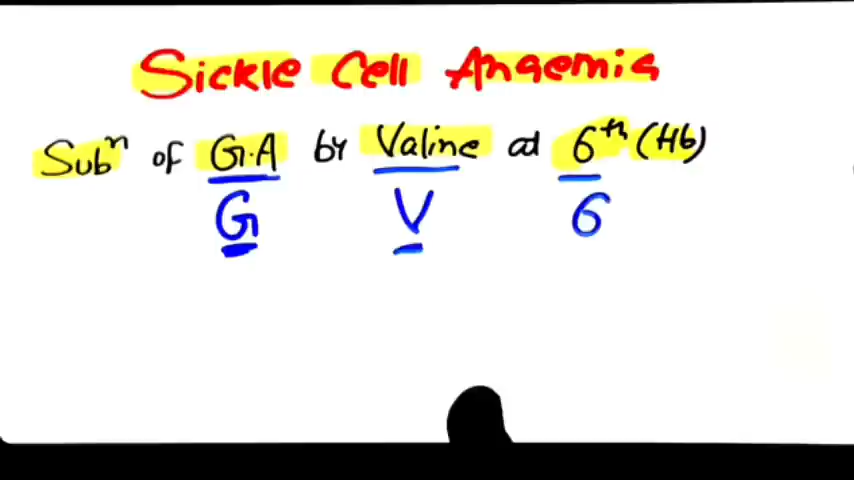 Sickle Cell Anaemia
Subⁿ of G.A by Valine at 6th (Hb)
G V 6